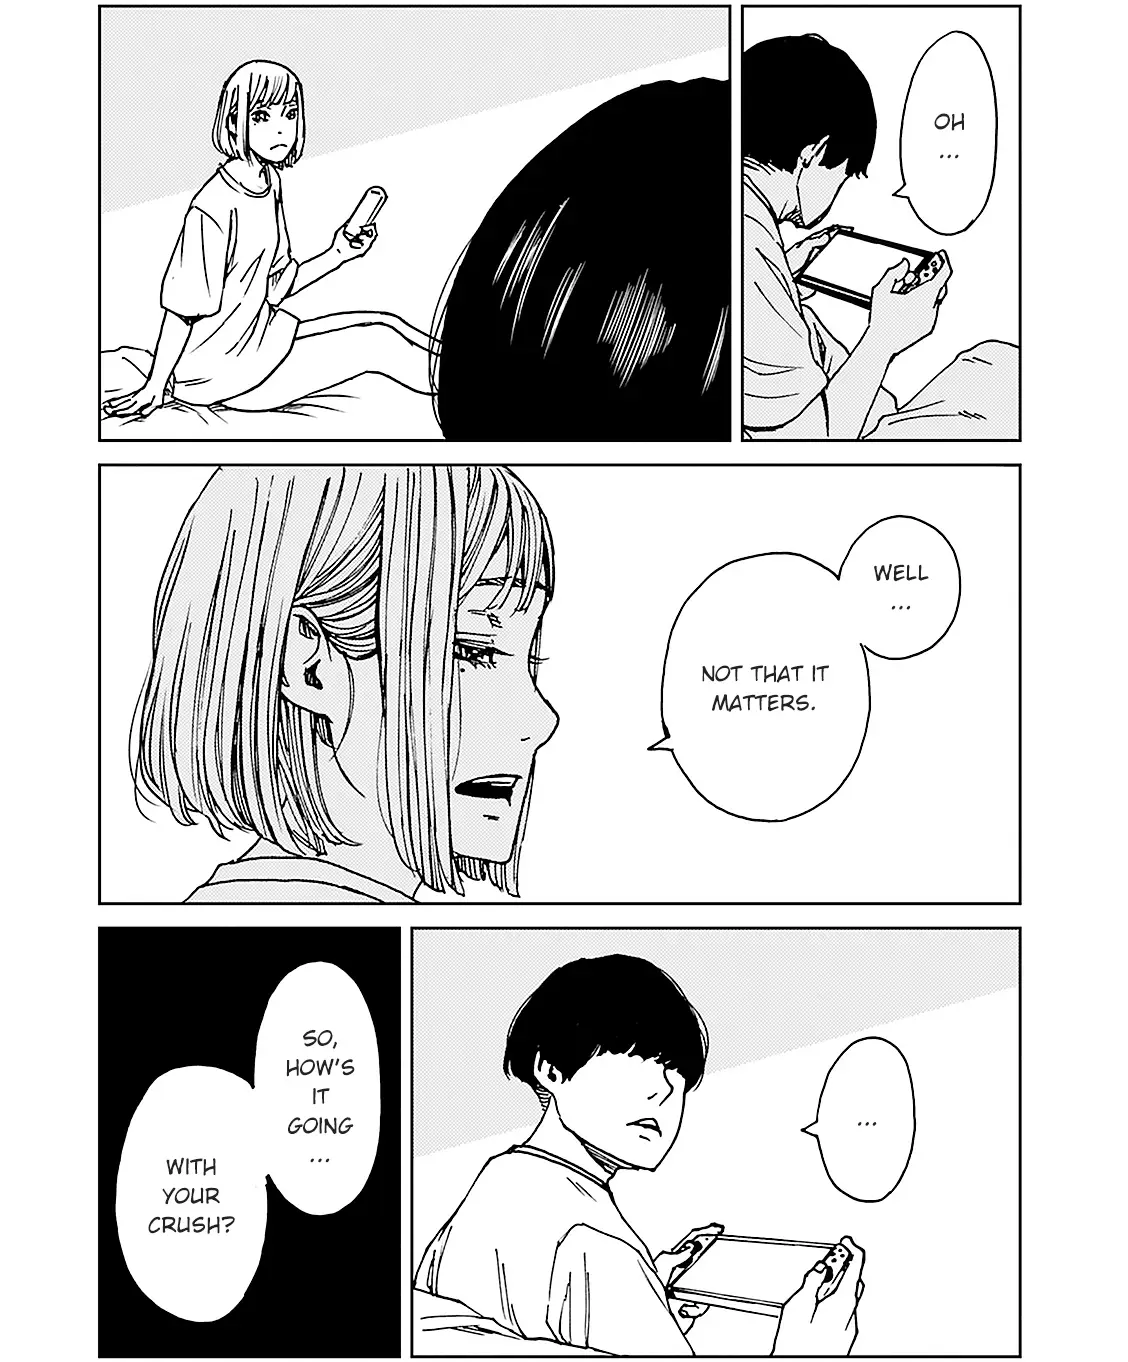 OH
...
WELL
...
NOT THAT IT
MATTERS.
SO,
HOW'S
IT
GOING
...
WITH
YOUR
CRUSH?
...